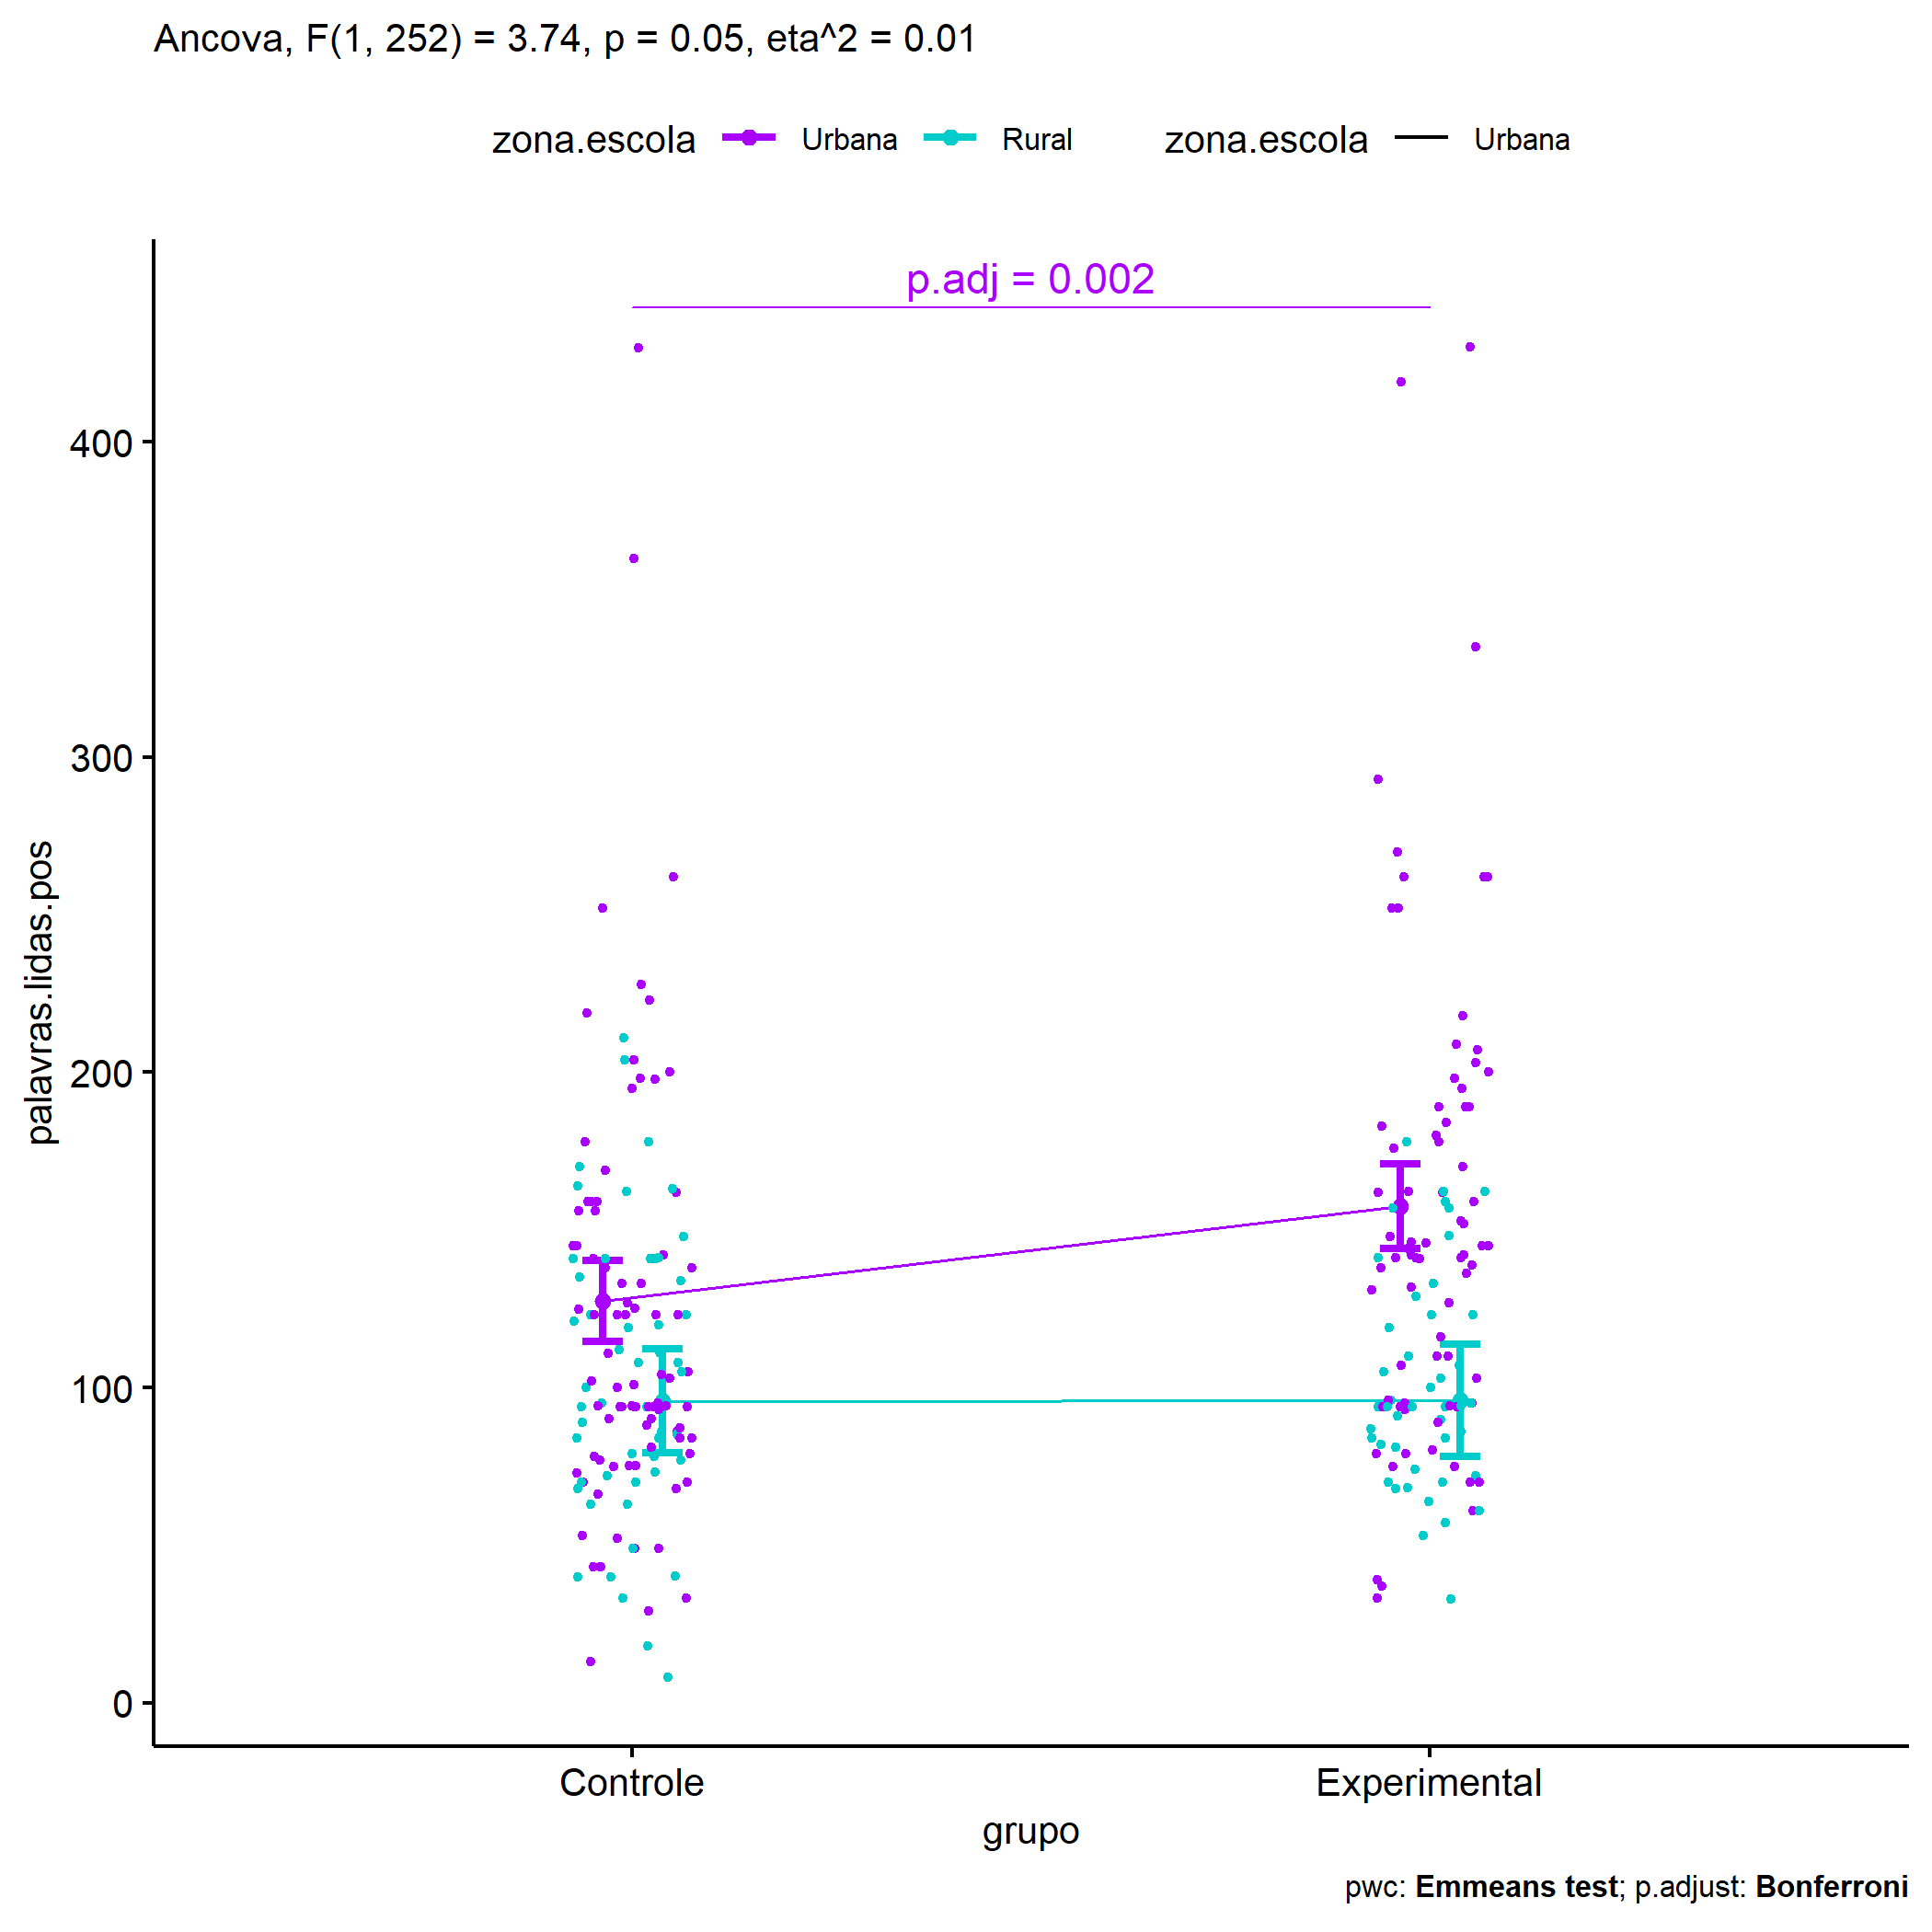 Ancova, F(1, 252) = 3.74, p = 0.05, eta^2 = 0.01
zona.escola Urbana Rural zona.escola Urbana
p.adj = 0.002
400
300
200
100
0
palavras.lidas.pos
Controle Experimental
grupo
pwc: Emmeans test; p.adjust: Bonferroni